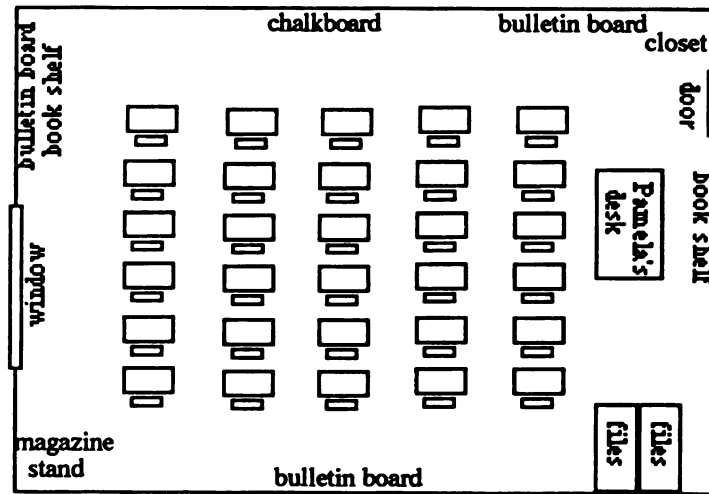 chalkboard
bulletin board
closet
bulletin board
book shelf
door
Pamela's
desk
book shelf
window
magazine
stand
bulletin board
files
files